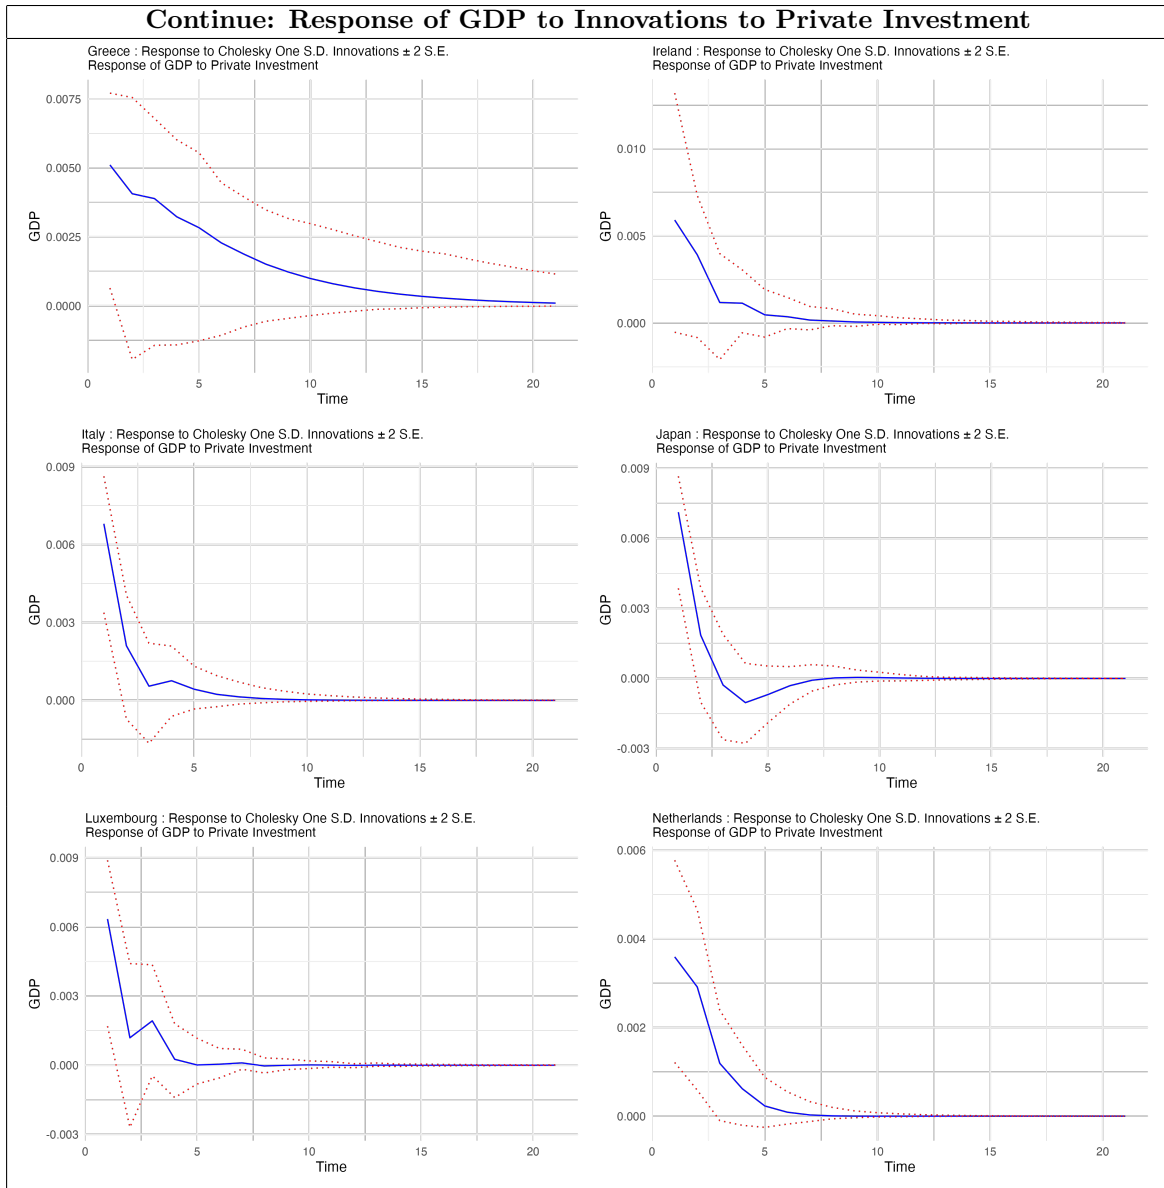 Continue: Response of GDP to Innovations to Private Investment
Greece : Response to Cholesky One S.D. Innovations ± 2 S.E.
Response of GDP to Private Investment
0.0075
0.0050
0.0025
0.0000
GDP
0 5 10 15 20
Time
Ireland : Response to Cholesky One S.D. Innovations ± 2 S.E.
Response of GDP to Private Investment
0.010
0.005
0.000
GDP
0 5 10 15 20
Time
Italy : Response to Cholesky One S.D. Innovations ± 2 S.E.
Response of GDP to Private Investment
0.009
0.006
0.003
0.000
GDP
0 5 10 15 20
Time
Japan : Response to Cholesky One S.D. Innovations ± 2 S.E.
Response of GDP to Private Investment
0.009
0.006
0.003
0.000
-0.003
GDP
0 5 10 15 20
Time
Luxembourg : Response to Cholesky One S.D. Innovations ± 2 S.E.
Response of GDP to Private Investment
0.009
0.006
0.003
0.000
-0.003
GDP
0 5 10 15 20
Time
Netherlands : Response to Cholesky One S.D. Innovations ± 2 S.E.
Response of GDP to Private Investment
0.006
0.004
0.002
0.000
GDP
0 5 10 15 20
Time